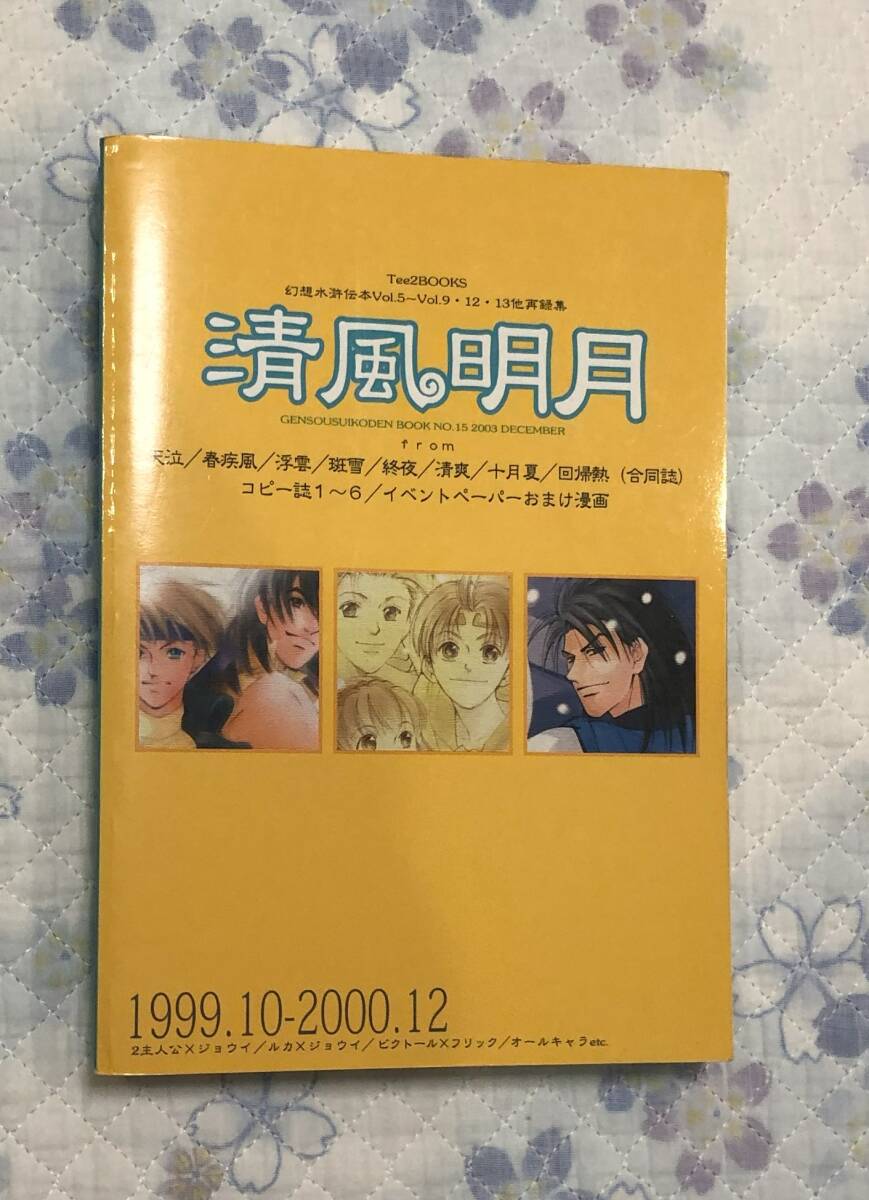 Tee2BOOKS
幻想水滸伝本Vol.5~Vol.9・12・13他再録集
清風明月
GENSOUSUIKODEN BOOK NO.15 2003 DECEMBER
from
天泣/春疾風/浮雲/斑雪/終夜/清爽/十月夏/回帰熱 (合同誌)
コピー誌1~6/イベントペーパーおまけ漫画
1999.10-2000.12
2主人公×ジョウイ/ルカ×ジョウイ/ビクトール×フリック/オールキャラetc.